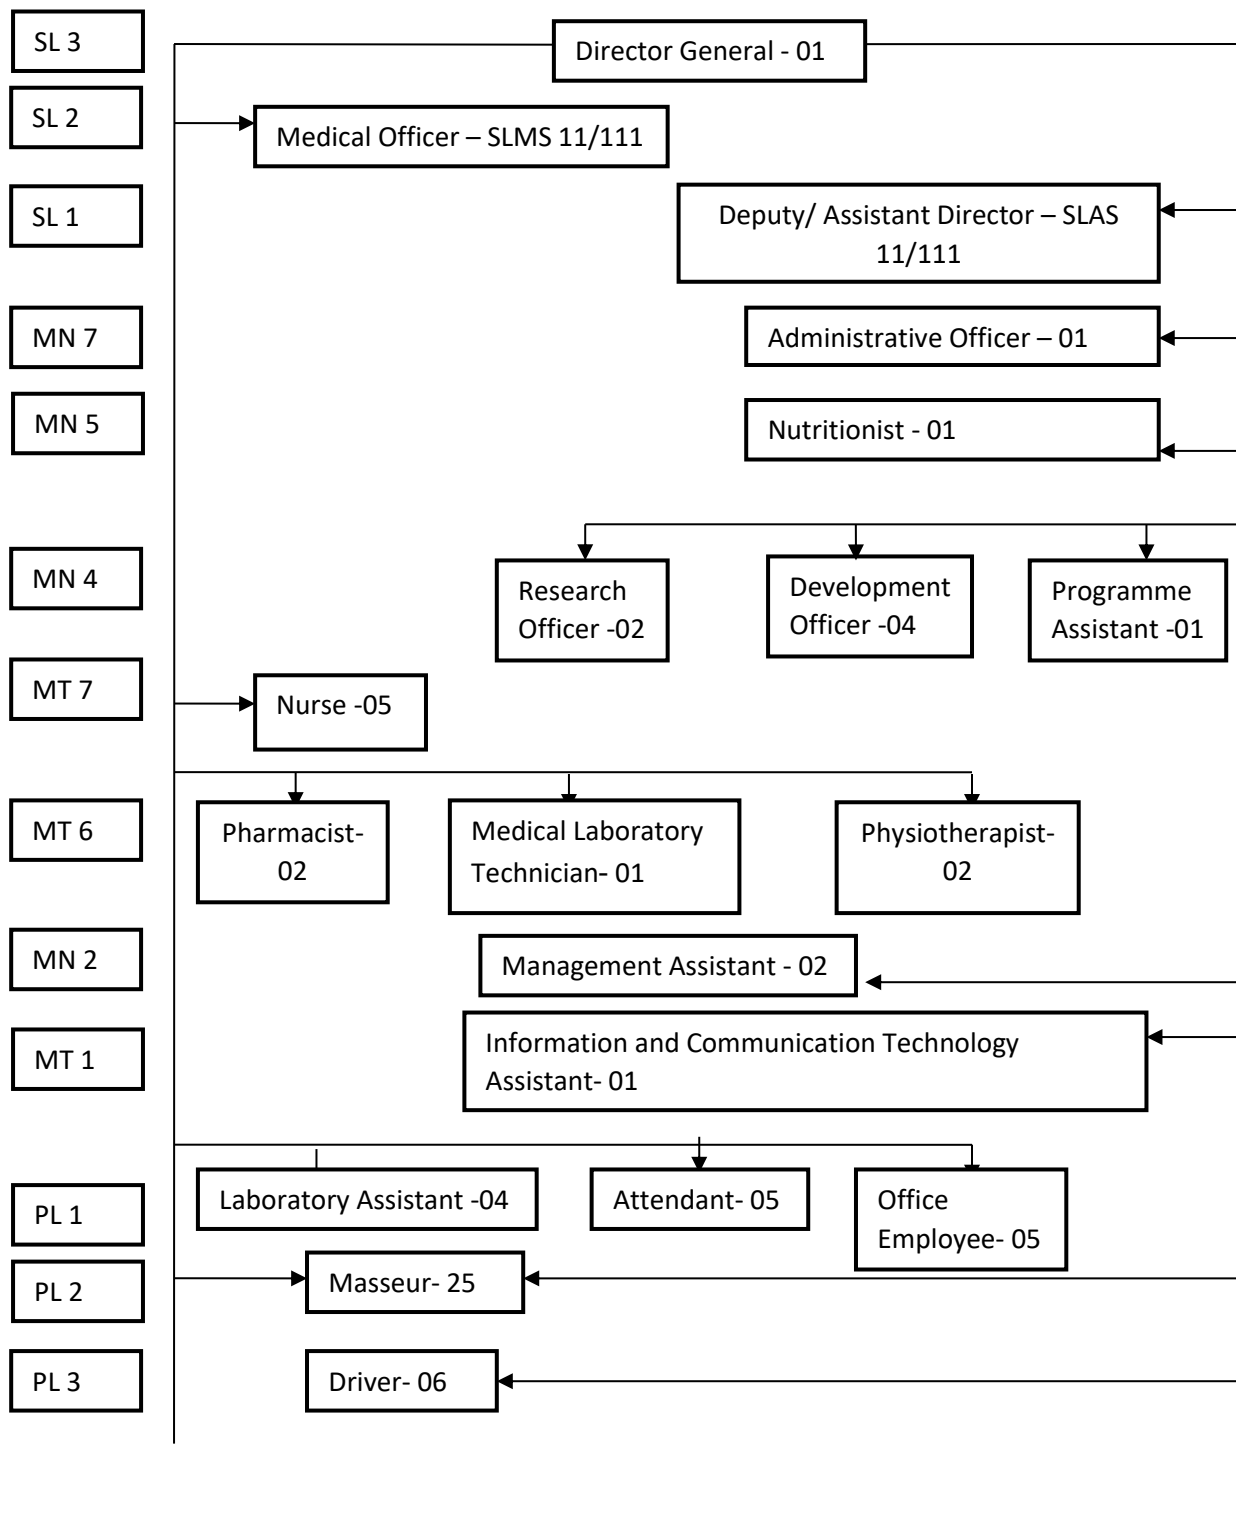 SL 3
Director General - 01
SL 2
Medical Officer – SLMS 11/111
SL 1
Deputy/ Assistant Director – SLAS
11/111
MN 7
Administrative Officer – 01
MN 5
Nutritionist - 01
MN 4
Research
Officer -02
Development
Officer -04
Programme
Assistant -01
MT 7
Nurse -05
MT 6
Pharmacist-
02
Medical Laboratory
Technician- 01
Physiotherapist-
02
MN 2
Management Assistant - 02
MT 1
Information and Communication Technology
Assistant- 01
PL 1
Laboratory Assistant -04
Attendant- 05
Office
Employee- 05
PL 2
Masseur- 25
PL 3
Driver- 06